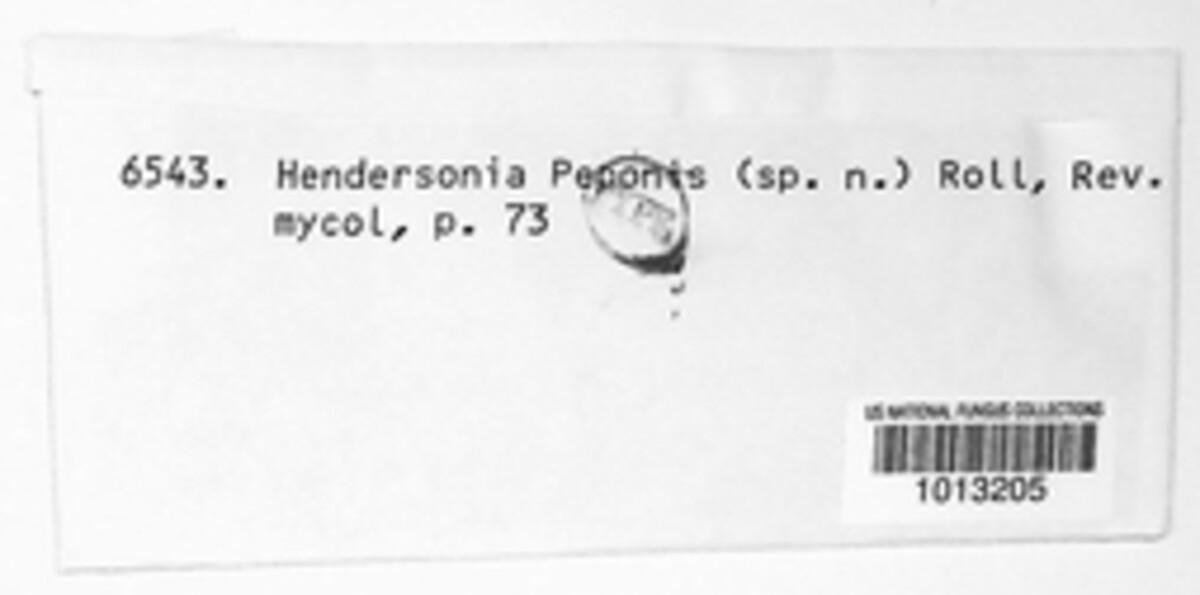 6543. Hendersonia Peponis (sp. n.) Roll, Rev.
mycol, p. 73
US NATIONAL FUNGUS COLLECTIONS
1013205